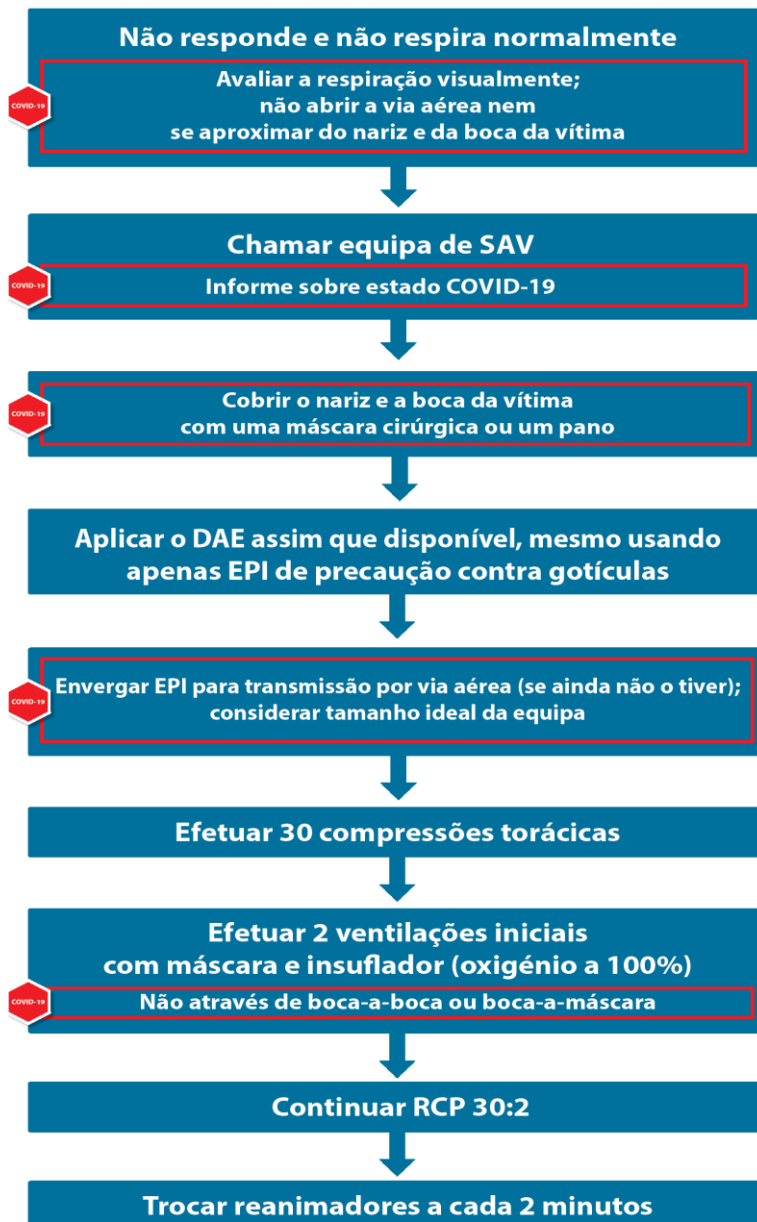 Não responde e não respira normalmente
COVID-19
Avaliar a respiração visualmente;
não abrir a via aérea nem
se aproximar do nariz e da boca da vítima
Chamar equipa de SAV
COVID-19
Informe sobre estado COVID-19
COVID-19
Cobrir o nariz e a boca da vítima
com uma máscara cirúrgica ou um pano
Aplicar o DAE assim que disponível, mesmo usando
apenas EPI de precaução contra gotículas
COVID-19
Envergar EPI para transmissão por via aérea (se ainda não o tiver);
considerar tamanho ideal da equipa
Efetuar 30 compressões torácicas
Efetuar 2 ventilações iniciais
com máscara e insuflador (oxigénio a 100%)
COVID-19
Não através de boca-a-boca ou boca-a-máscara
Continuar RCP 30:2
Trocar reanimadores a cada 2 minutos